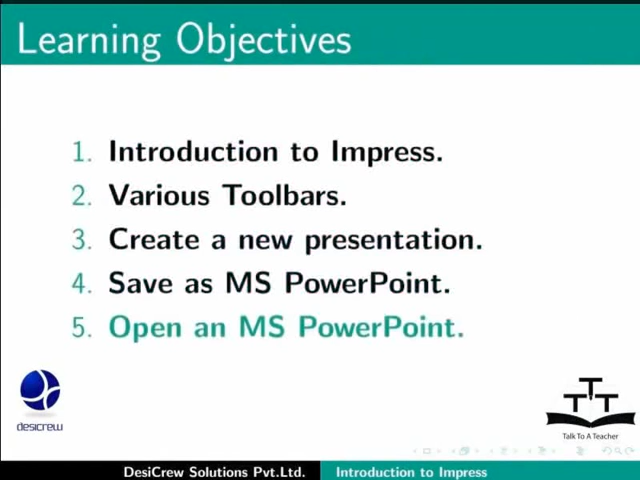 Learning Objectives
1. Introduction to Impress.
2. Various Toolbars.
3. Create a new presentation.
4. Save as MS PowerPoint.
5. Open an MS PowerPoint.
desicrew
TTT
Talk To A Teacher
DesiCrew Solutions Pvt.Ltd. Introduction to Impress